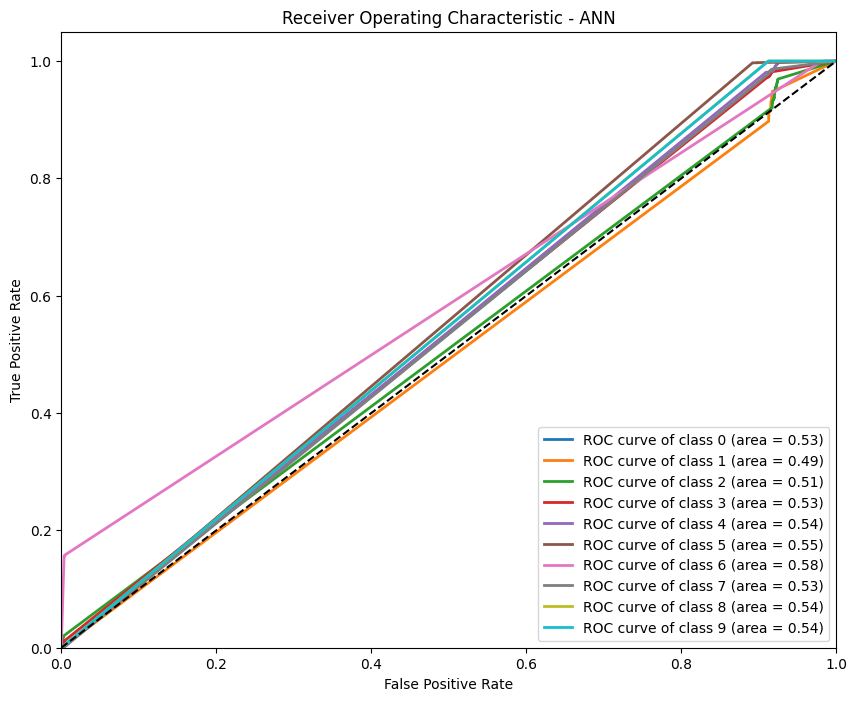 Receiver Operating Characteristic - ANN
1.0
0.8
0.6
0.4
0.2
0.0
True Positive Rate
ROC curve of class 0 (area = 0.53)
ROC curve of class 1 (area = 0.49)
ROC curve of class 2 (area = 0.51)
ROC curve of class 3 (area = 0.53)
ROC curve of class 4 (area = 0.54)
ROC curve of class 5 (area = 0.55)
ROC curve of class 6 (area = 0.58)
ROC curve of class 7 (area = 0.53)
ROC curve of class 8 (area = 0.54)
ROC curve of class 9 (area = 0.54)
0.0 0.2 0.4 0.6 0.8 1.0
False Positive Rate